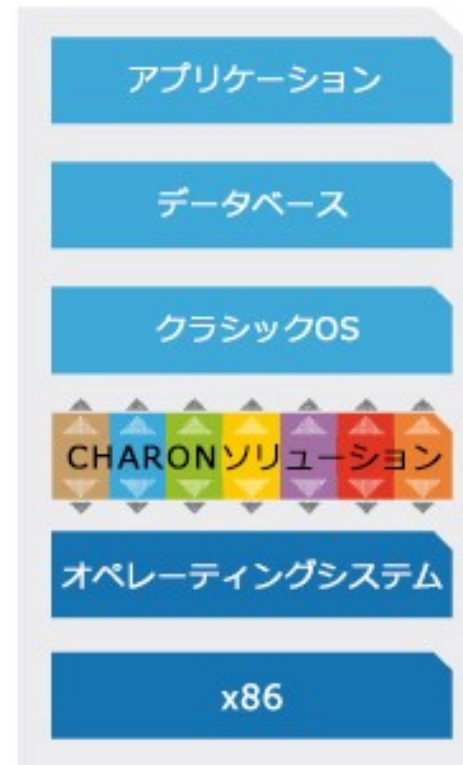 アプリケーション
データベース
クラシックOS
CHARONソリューション
オペレーティングシステム
x86